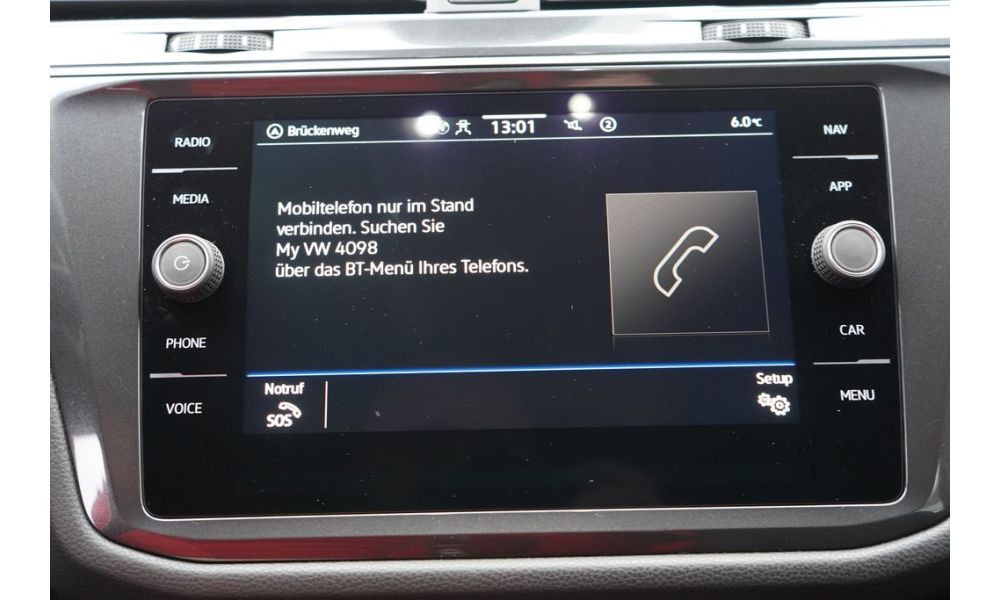 RADIO
MEDIA
PHONE
VOICE
Brückenweg 13:01 2 6.0°C
Mobiltelefon nur im Stand
verbinden. Suchen Sie
My VW 4098
über das BT-Menü Ihres Telefons.
Notruf
SOS
Setup
NAV
APP
CAR
MENU